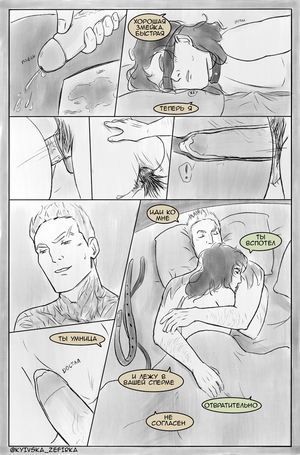 ХОРОШАЯ
ЗМЕЙКА.
БЫСТРАЯ
ТЕПЕРЬ Я
ИДИ КО
МНЕ
ТЫ
ВСПОТЕЛ
ТЫ УМНИЦА
И ЛЕЖУ В
ВАШЕЙ СПЕРМЕ
ОТВРАТИТЕЛЬНО
НЕ
СОГЛАСЕН
@KYIVSKA_ZEFIRKA